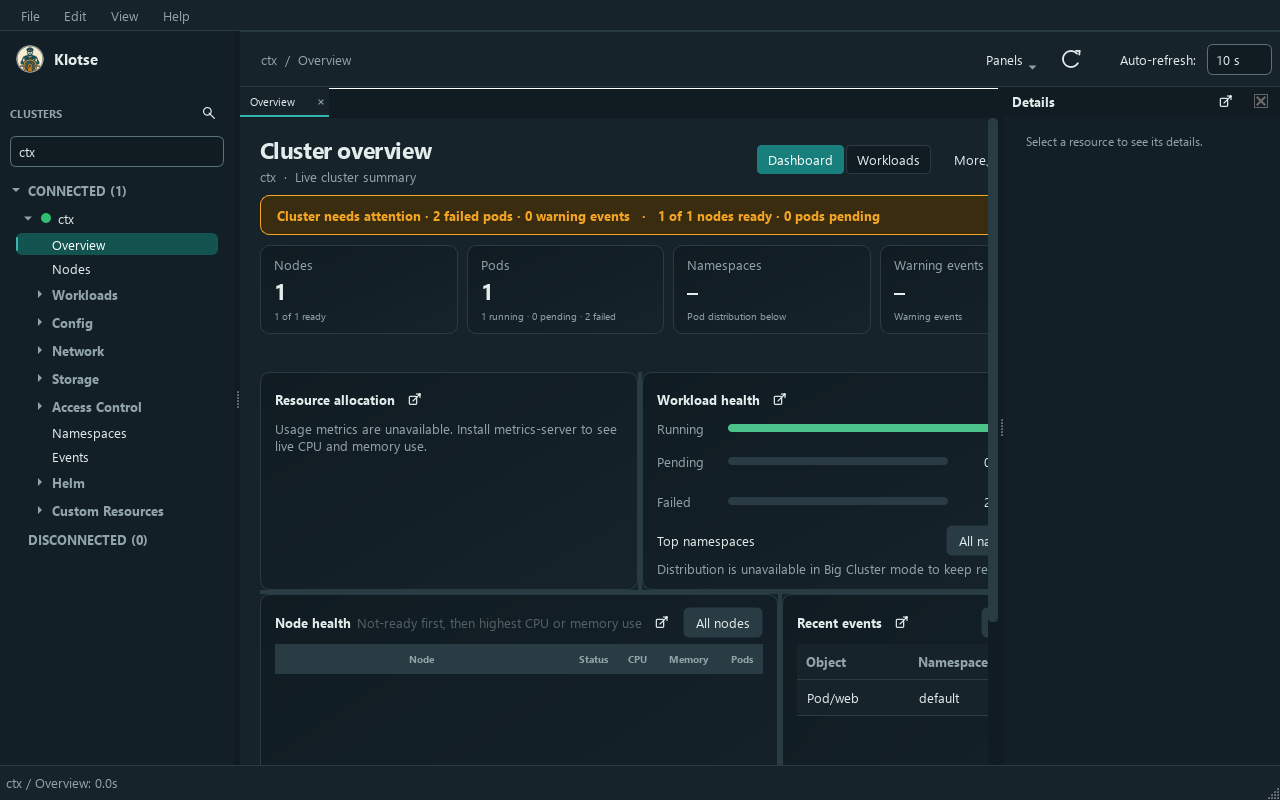 File Edit View Help
Klotse
ctx / Overview
Panels
Auto-refresh:
10 s
CLUSTERS
ctx
CONNECTED (1)
ctx
Overview
Nodes
Workloads
Config
Network
Storage
Access Control
Namespaces
Events
Helm
Custom Resources
DISCONNECTED (0)
Overview ×
Cluster overview
ctx · Live cluster summary
Dashboard
Workloads
More
Cluster needs attention · 2 failed pods · 0 warning events · 1 of 1 nodes ready · 0 pods pending
Nodes
1
1 of 1 ready
Pods
1
1 running · 0 pending · 2 failed
Namespaces
–
Pod distribution below
Warning events
–
Warning events
Resource allocation
Usage metrics are unavailable. Install metrics-server to see
live CPU and memory use.
Workload health
Running
Pending
Failed
Top namespaces
All
Distribution is unavailable in Big Cluster mode to keep
Node health Not-ready first, then highest CPU or memory use
All nodes
Node Status CPU Memory Pods
Recent events
Object Namespace
Pod/web default
Details
Select a resource to see its details.
ctx / Overview: 0.0s